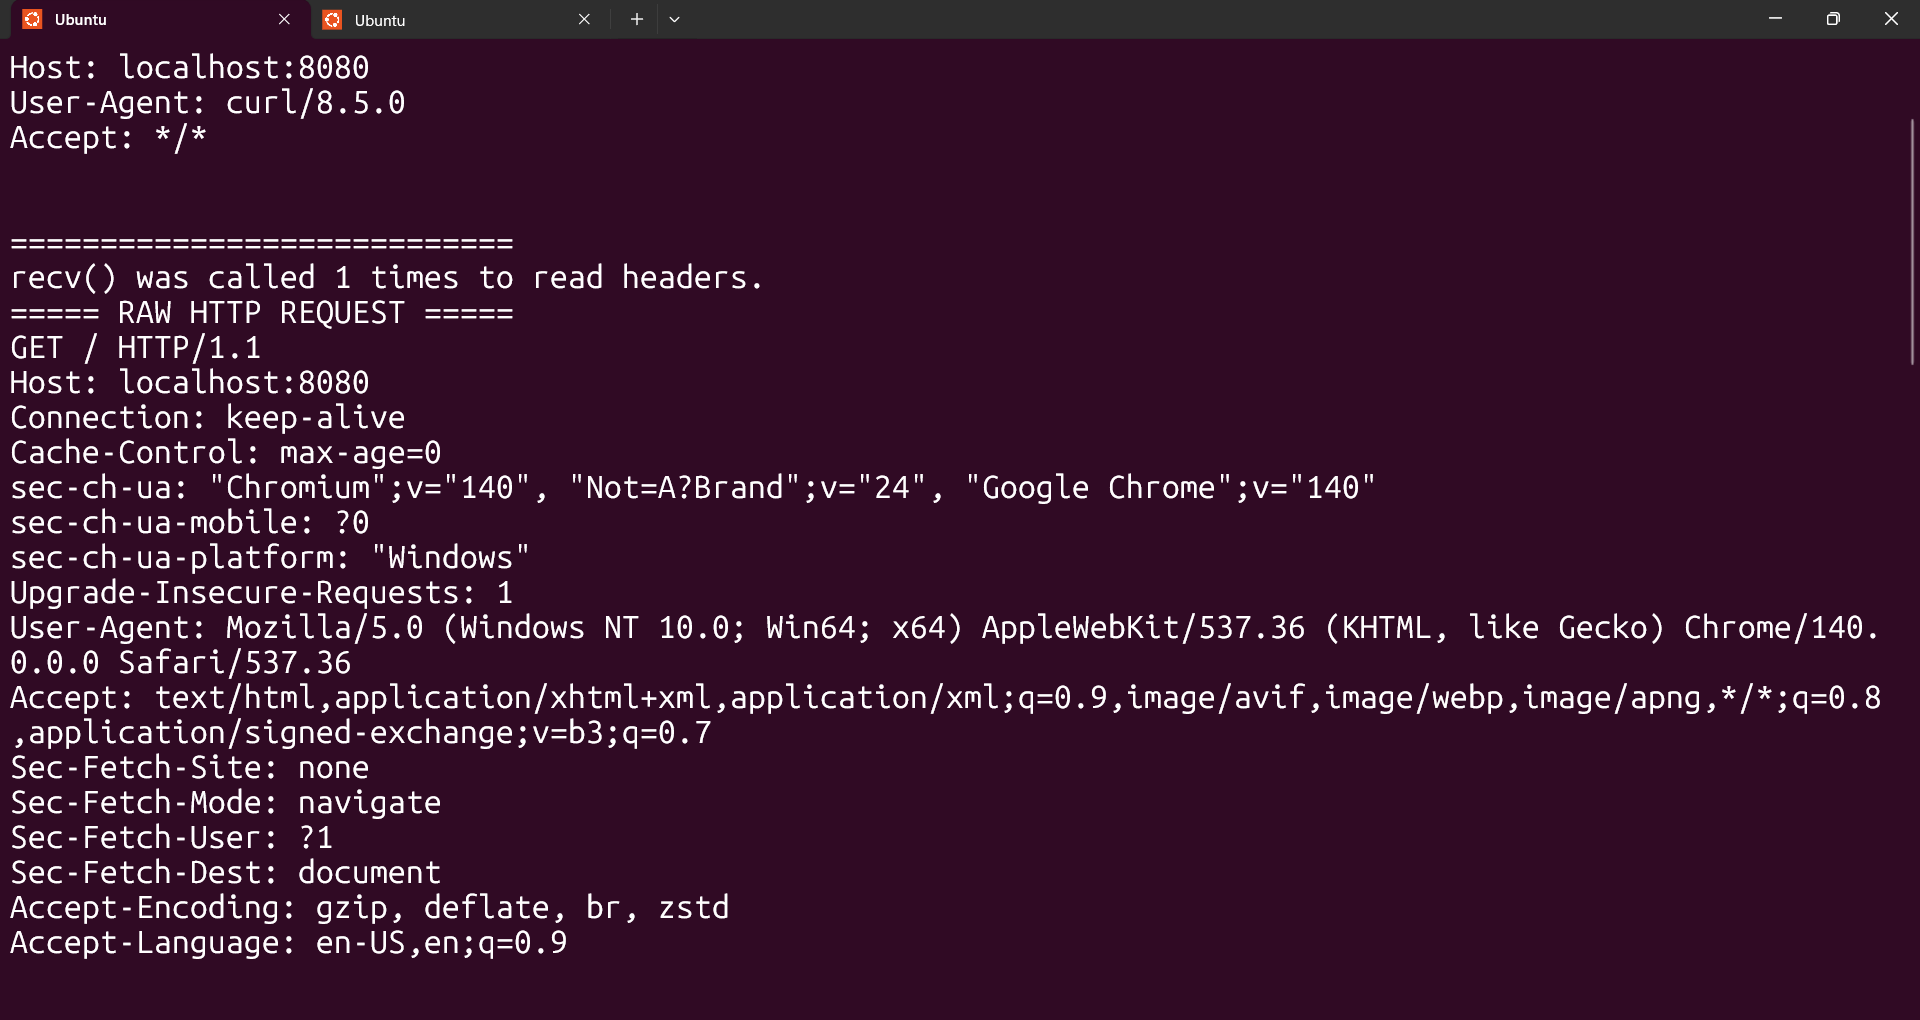 Ubuntu
Ubuntu
Host: localhost:8080
User-Agent: curl/8.5.0
Accept: */*
============================
recv() was called 1 times to read headers.
===== RAW HTTP REQUEST =====
GET / HTTP/1.1
Host: localhost:8080
Connection: keep-alive
Cache-Control: max-age=0
sec-ch-ua: "Chromium";v="140", "Not=A?Brand";v="24", "Google Chrome";v="140"
sec-ch-ua-mobile: ?0
sec-ch-ua-platform: "Windows"
Upgrade-Insecure-Requests: 1
User-Agent: Mozilla/5.0 (Windows NT 10.0; Win64; x64) AppleWebKit/537.36 (KHTML, like Gecko) Chrome/140.
0.0.0 Safari/537.36
Accept: text/html,application/xhtml+xml,application/xml;q=0.9,image/avif,image/webp,image/apng,*/*;q=0.8
,application/signed-exchange;v=b3;q=0.7
Sec-Fetch-Site: none
Sec-Fetch-Mode: navigate
Sec-Fetch-User: ?1
Sec-Fetch-Dest: document
Accept-Encoding: gzip, deflate, br, zstd
Accept-Language: en-US,en;q=0.9